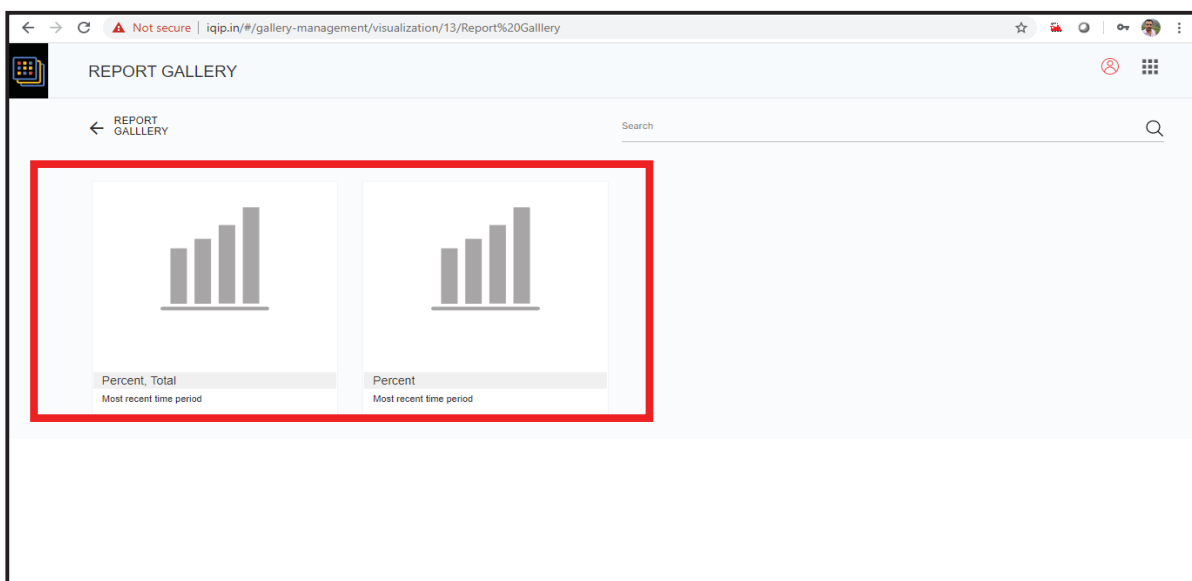 Not secure | iqip.in/#/gallery-management/visualization/13/Report%20Galllery
REPORT GALLERY
REPORT
GALLLERY
Search
Percent, Total
Most recent time period
Percent
Most recent time period